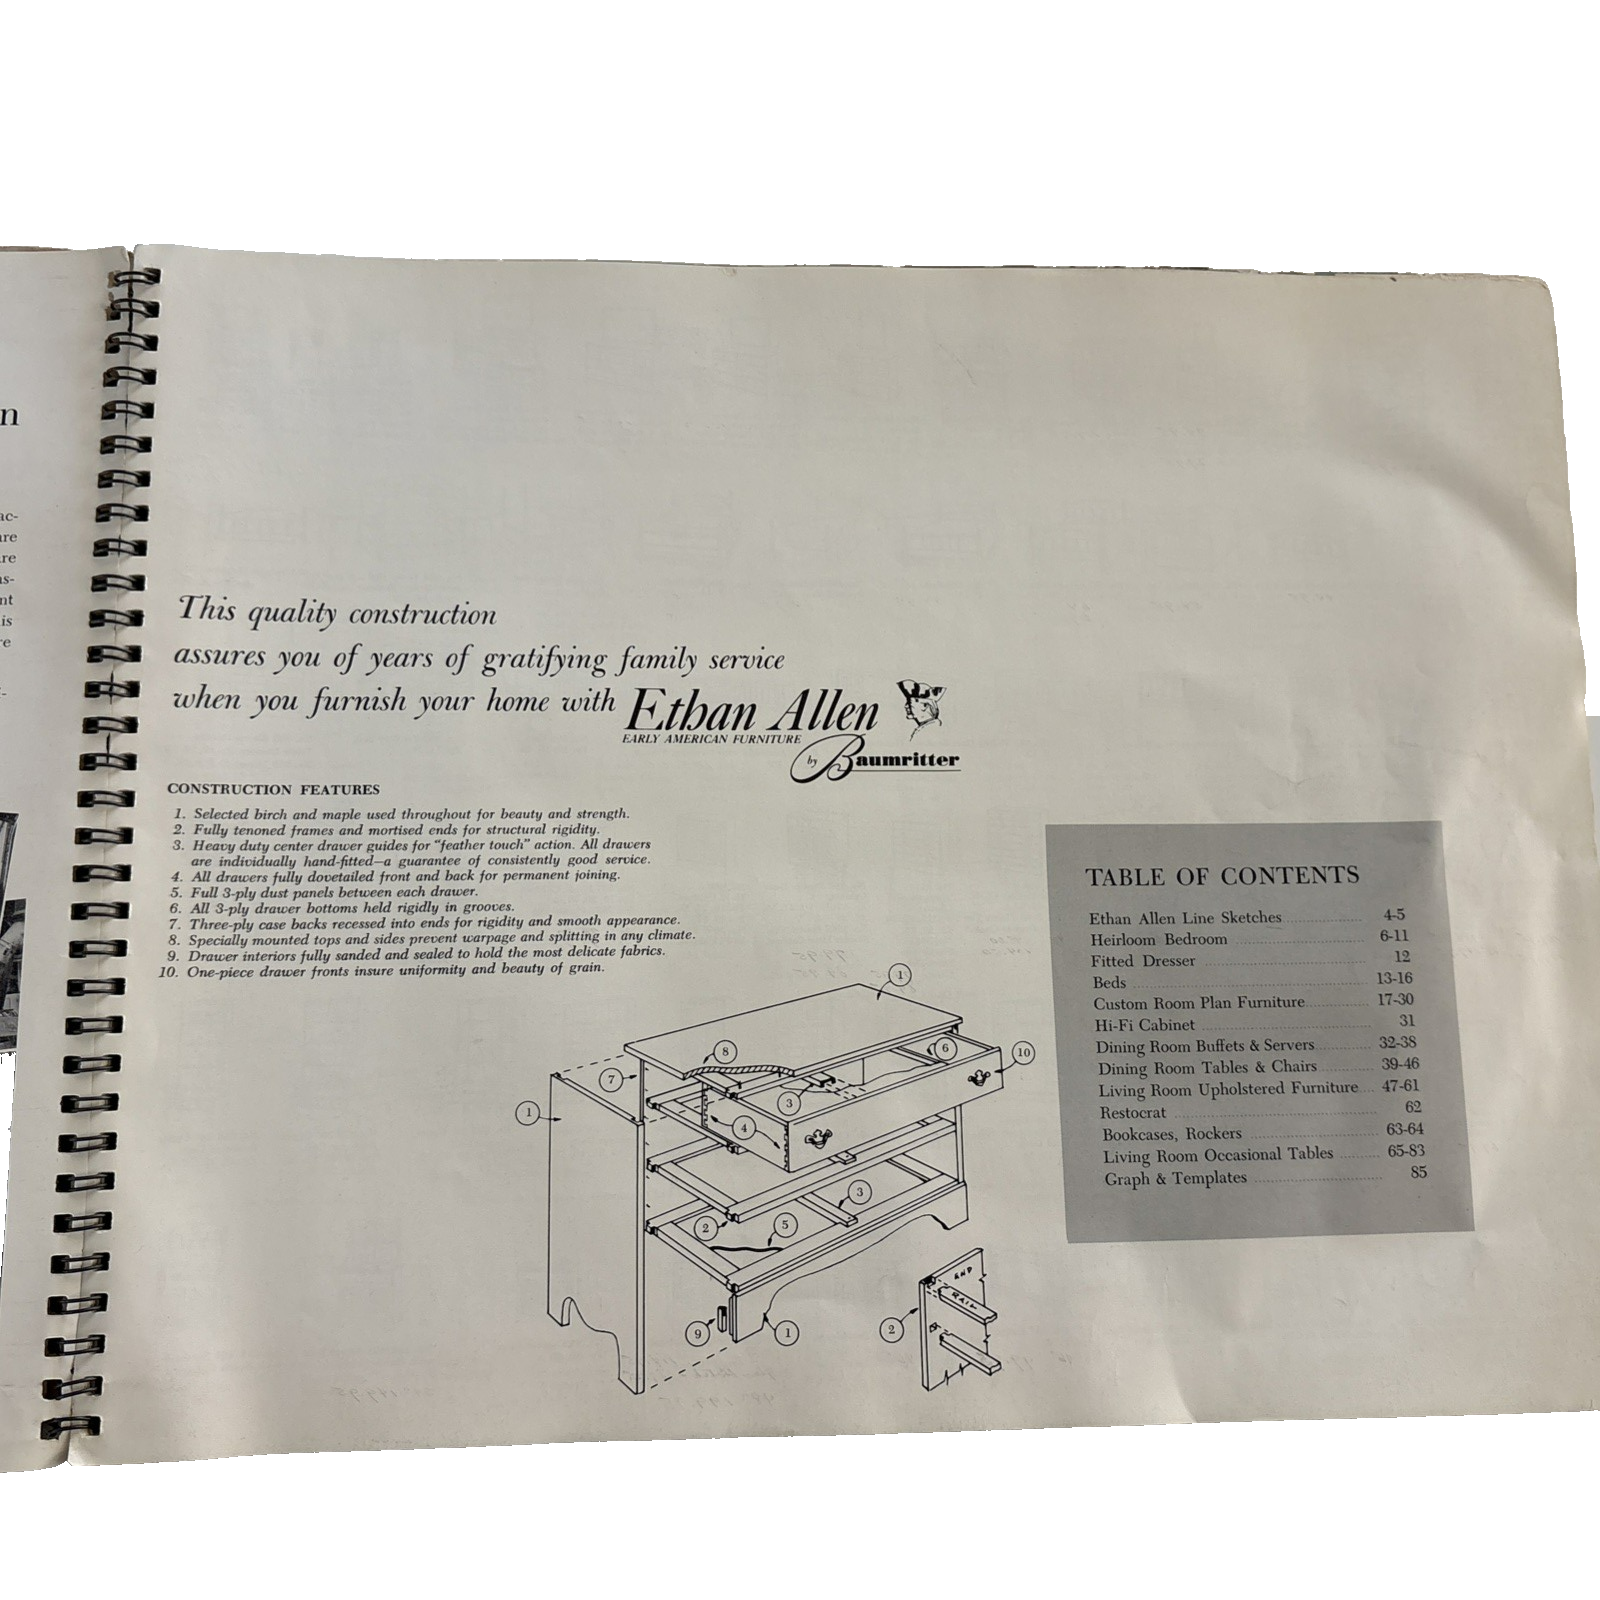 n
ac-
are
re
as-
nt
is
re
This quality construction
assures you of years of gratifying family service
when you furnish your home with Ethan Allen
EARLY AMERICAN FURNITURE
by Baumritter
CONSTRUCTION FEATURES
1. Selected birch and maple used throughout for beauty and strength.
2. Fully tenoned frames and mortised ends for structural rigidity.
3. Heavy duty center drawer guides for "feather touch" action. All drawers
are individually hand-fitted—a guarantee of consistently good service.
4. All drawers fully dovetailed front and back for permanent joining.
5. Full 3-ply dust panels between each drawer.
6. All 3-ply drawer bottoms held rigidly in grooves.
7. Three-ply case backs recessed into ends for rigidity and smooth appearance.
8. Specially mounted tops and sides prevent warpage and splitting in any climate.
9. Drawer interiors fully sanded and sealed to hold the most delicate fabrics.
10. One-piece drawer fronts insure uniformity and beauty of grain.
1
8
6
10
7
3
1
4
3
2
5
9
1
2
END
RAIL
TABLE OF CONTENTS
Ethan Allen Line Sketches 4-5
Heirloom Bedroom 6-11
Fitted Dresser 12
Beds 13-16
Custom Room Plan Furniture 17-30
Hi-Fi Cabinet 31
Dining Room Buffets & Servers 32-38
Dining Room Tables & Chairs 39-46
Living Room Upholstered Furniture 47-61
Restocrat 62
Bookcases, Rockers 63-64
Living Room Occasional Tables 65-83
Graph & Templates 85